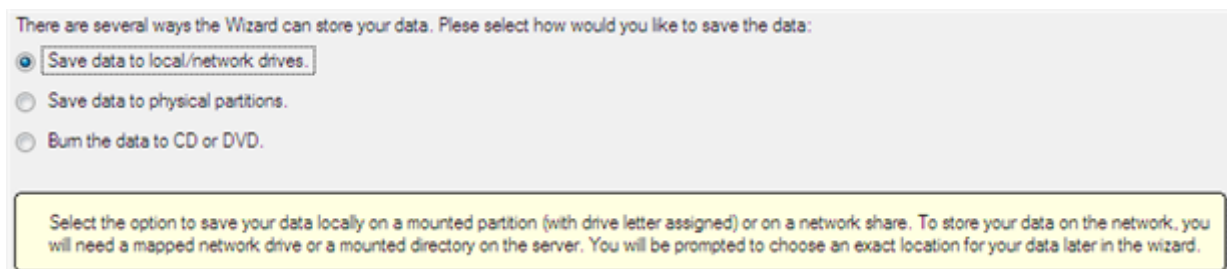 There are several ways the Wizard can store your data. Plese select how would you like to save the data:
Save data to local/network drives.
Save data to physical partitions.
Burn the data to CD or DVD.
Select the option to save your data locally on a mounted partition (with drive letter assigned) or on a network share. To store your data on the network, you
will need a mapped network drive or a mounted directory on the server. You will be prompted to choose an exact location for your data later in the wizard.